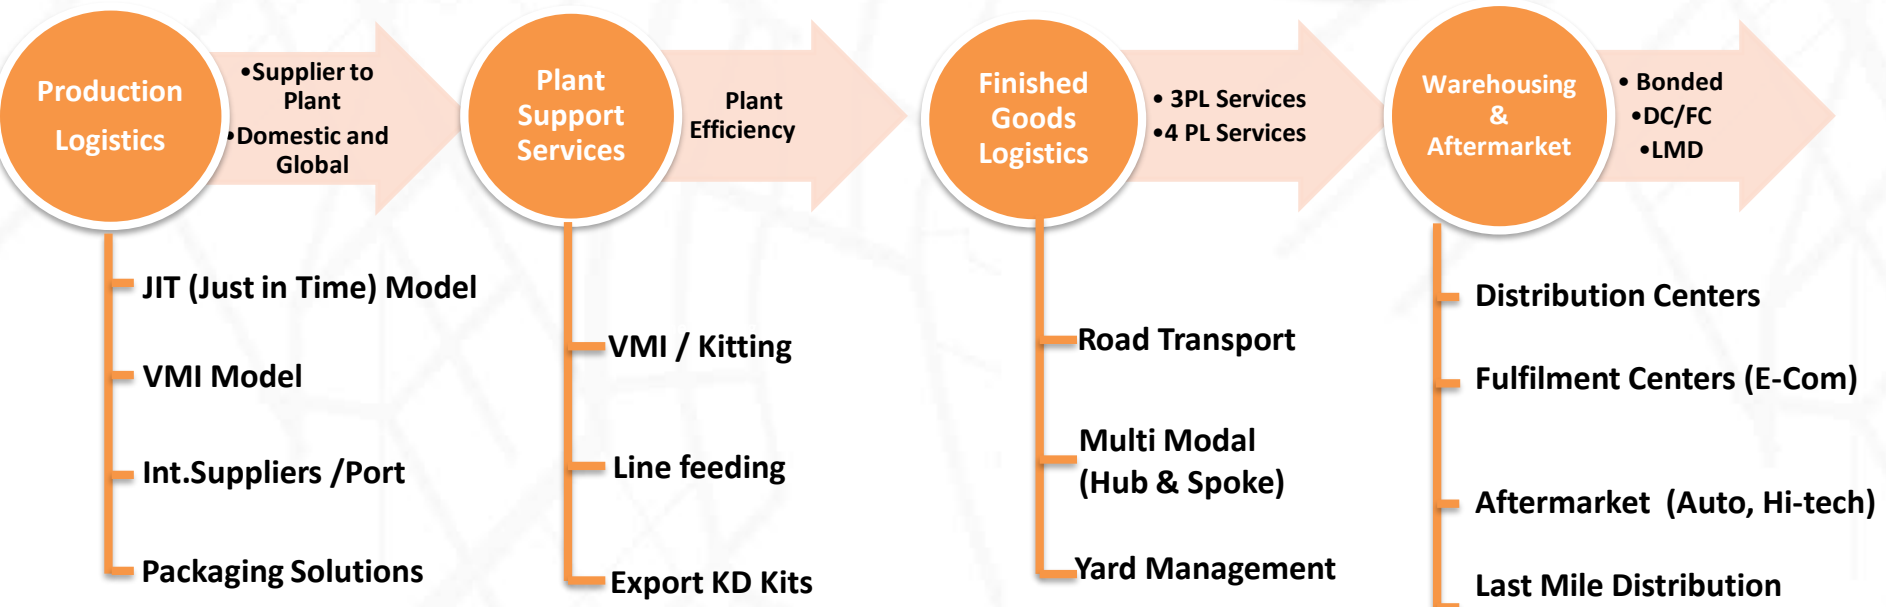 Production
Logistics
•Supplier to
Plant
•Domestic and
Global
JIT (Just in Time) Model
VMI Model
Int.Suppliers /Port
Packaging Solutions
Plant
Support
Services
Plant
Efficiency
VMI / Kitting
Line feeding
Export KD Kits
Finished
Goods
Logistics
• 3PL Services
•4 PL Services
Road Transport
Multi Modal
(Hub & Spoke)
Yard Management
Warehousing
&
Aftermarket
• Bonded
•DC/FC
•LMD
Distribution Centers
Fulfilment Centers (E-Com)
Aftermarket (Auto, Hi-tech)
Last Mile Distribution